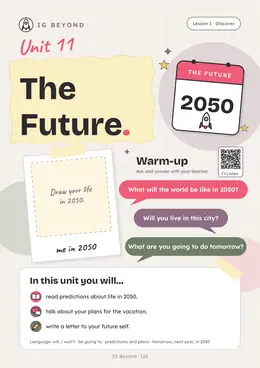 IG BEYOND
Lesson 1 · Discover
Unit 11
The
Future.
THE FUTURE
2050
Warm-up
Ask and answer with your teacher.
Listen
What will the world be like in 2050?
Will you live in this city?
What are you going to do tomorrow?
Draw your life
in 2050.
me in 2050
In this unit you will...
read predictions about life in 2050.
talk about your plans for the vacation.
write a letter to your future self.
Language: will / won't · be going to · predictions and plans · tomorrow, next year, in 2050
IG Beyond · 125